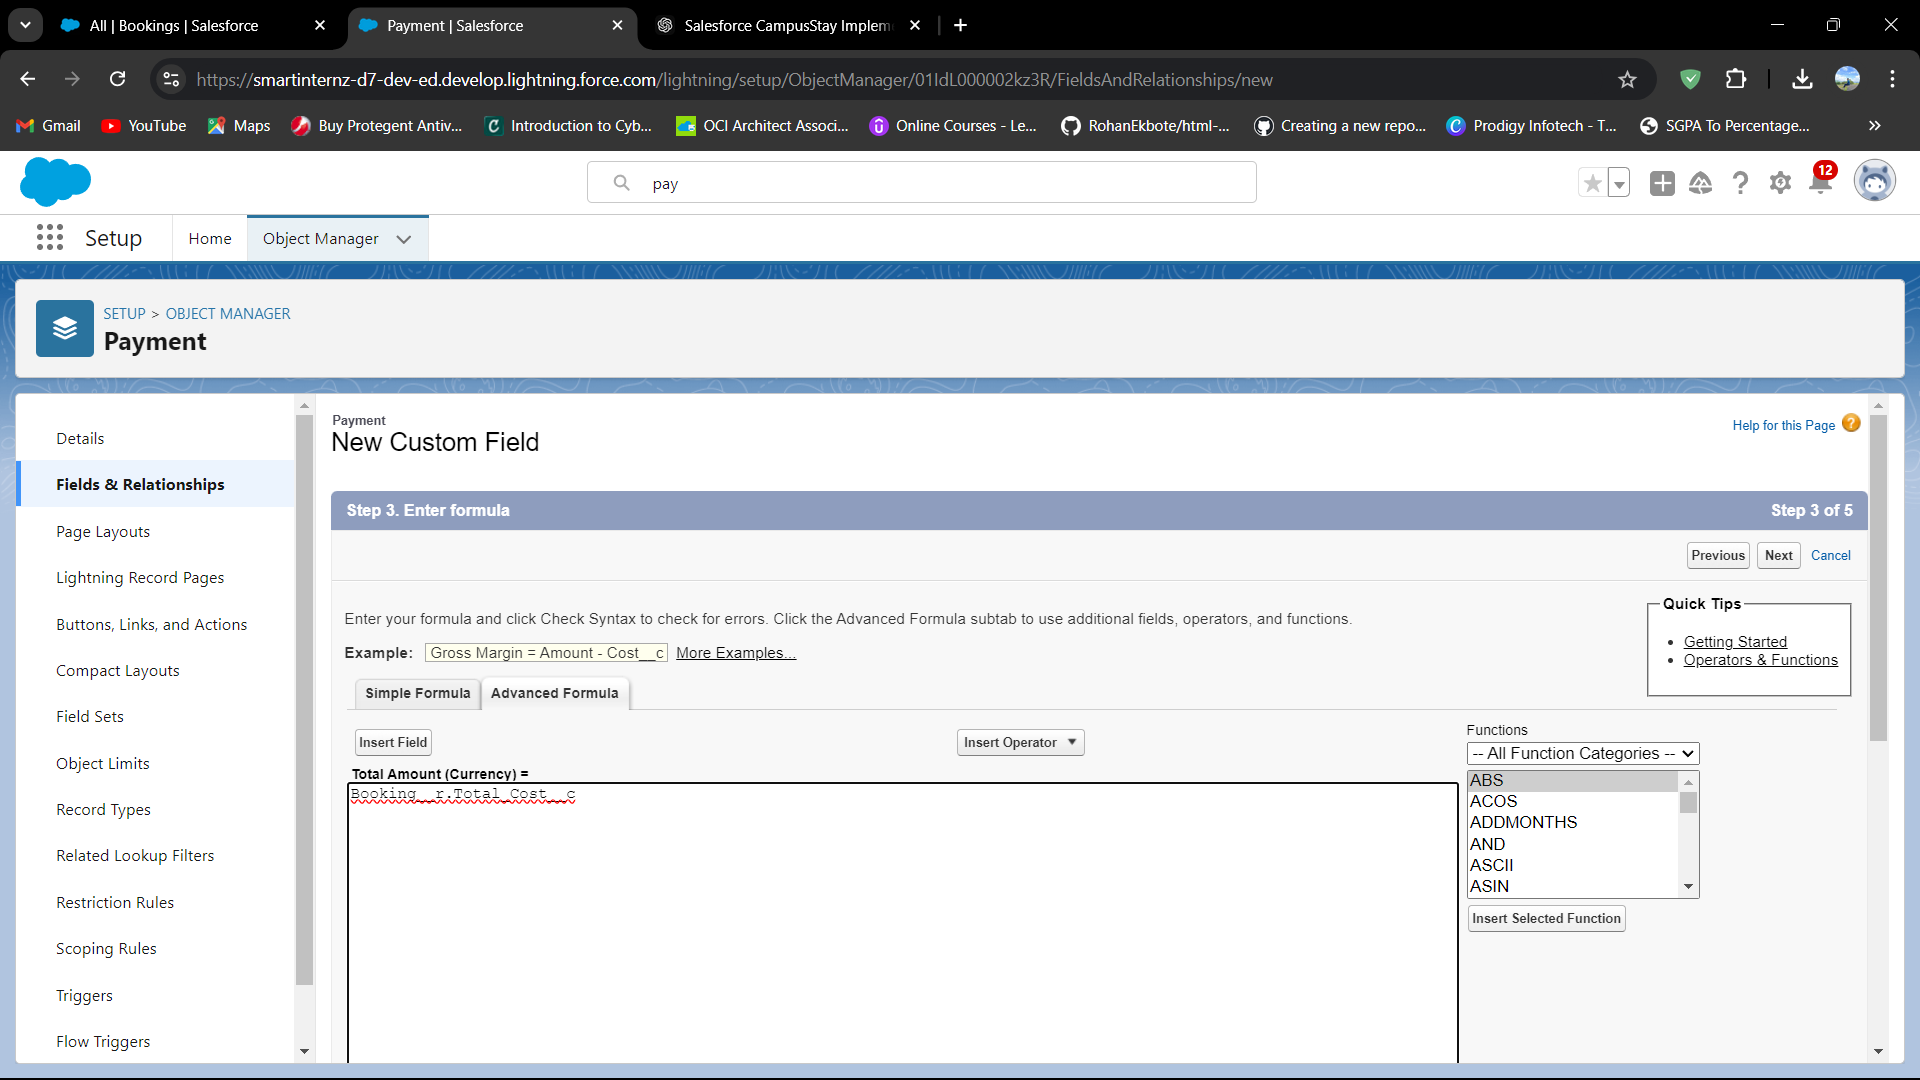 All | Bookings | Salesforce
Payment | Salesforce
Salesforce CampusStay Implem
https://smartinternz-d7-dev-ed.develop.lightning.force.com/lightning/setup/ObjectManager/01IdL000002kz3R/FieldsAndRelationships/new
Gmail YouTube Maps Buy Protegent Antiv... Introduction to Cyb... OCI Architect Associ... Online Courses - Le... RohanEkbote/html-... Creating a new repo... Prodigy Infotech - T... SGPA To Percentage... »
pay
12
Setup Home Object Manager
SETUP > OBJECT MANAGER
Payment
Details
Fields & Relationships
Page Layouts
Lightning Record Pages
Buttons, Links, and Actions
Compact Layouts
Field Sets
Object Limits
Record Types
Related Lookup Filters
Restriction Rules
Scoping Rules
Triggers
Flow Triggers
Payment
New Custom Field
Help for this Page ?
Step 3. Enter formula Step 3 of 5
Previous Next Cancel
Enter your formula and click Check Syntax to check for errors. Click the Advanced Formula subtab to use additional fields, operators, and functions.
Example: Gross Margin = Amount - Cost__c More Examples...
Quick Tips
• Getting Started
• Operators & Functions
Simple Formula Advanced Formula
Insert Field Insert Operator
Total Amount (Currency) =
Booking__r.Total_Cost__c
Functions
-- All Function Categories --
ABS
ACOS
ADDMONTHS
AND
ASCII
ASIN
Insert Selected Function